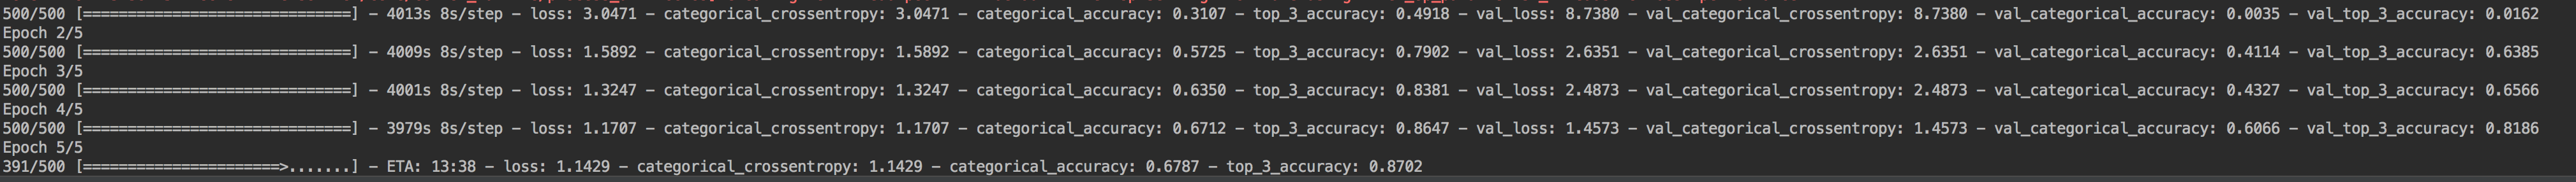 500/500 [==============================] - 4013s 8s/step - loss: 3.0471 - categorical_crossentropy: 3.0471 - categorical_accuracy: 0.3107 - top_3_accuracy: 0.4918 - val_loss: 8.7380 - val_categorical_crossentropy: 8.7380 - val_categorical_accuracy: 0.0035 - val_top_3_accuracy: 0.0162
Epoch 2/5
500/500 [==============================] - 4009s 8s/step - loss: 1.5892 - categorical_crossentropy: 1.5892 - categorical_accuracy: 0.5725 - top_3_accuracy: 0.7902 - val_loss: 2.6351 - val_categorical_crossentropy: 2.6351 - val_categorical_accuracy: 0.4114 - val_top_3_accuracy: 0.6385
Epoch 3/5
500/500 [==============================] - 4001s 8s/step - loss: 1.3247 - categorical_crossentropy: 1.3247 - categorical_accuracy: 0.6350 - top_3_accuracy: 0.8381 - val_loss: 2.4873 - val_categorical_crossentropy: 2.4873 - val_categorical_accuracy: 0.4327 - val_top_3_accuracy: 0.6566
Epoch 4/5
500/500 [==============================] - 3979s 8s/step - loss: 1.1707 - categorical_crossentropy: 1.1707 - categorical_accuracy: 0.6712 - top_3_accuracy: 0.8647 - val_loss: 1.4573 - val_categorical_crossentropy: 1.4573 - val_categorical_accuracy: 0.6066 - val_top_3_accuracy: 0.8186
Epoch 5/5
391/500 [======================>.......] - ETA: 13:38 - loss: 1.1429 - categorical_crossentropy: 1.1429 - categorical_accuracy: 0.6787 - top_3_accuracy: 0.8702